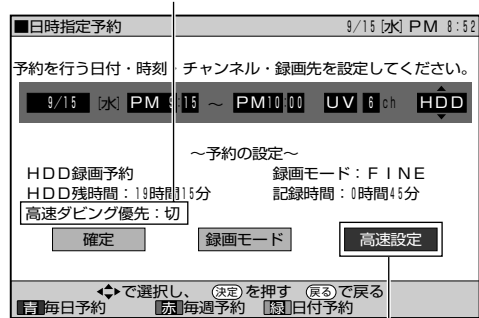 ■日時指定予約 9/15[水]PM 8:52
予約を行う日付・時刻・チャンネル・録画先を設定してください。
9/15 [水] PM 9:15 ～ PM10:00 UV 6ch HDD
～予約の設定～
HDD録画予約 録画モード：FINE
HDD残時間：19時間15分 記録時間：0時間45分
高速ダビング優先：切
確定 録画モード 高速設定
で選択し、 決定を押す 戻るで戻る
青毎日予約 赤毎週予約 緑日付予約